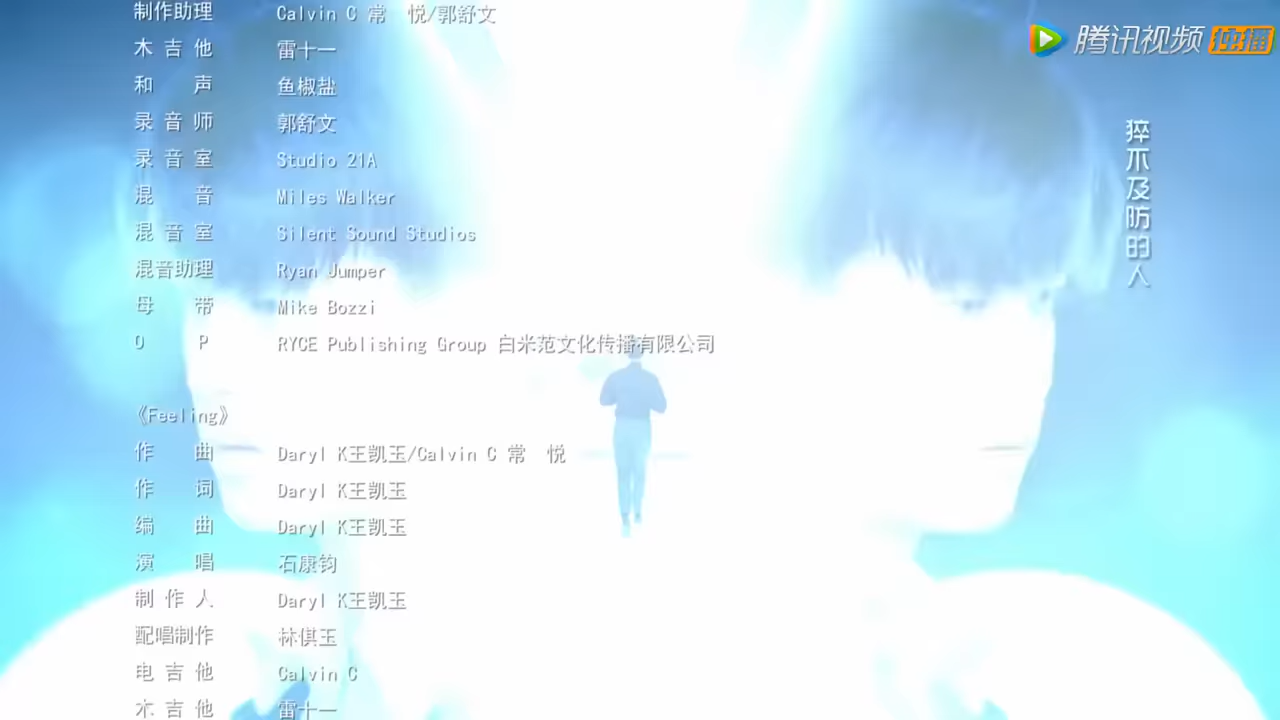 制作助理 Calvin C 常 悦/郭舒文
木吉他 雷十一
和声 鱼椒盐
录音师 郭舒文
录音室 Studio 21A
混音 Miles Walker
混音室 Silent Sound Studios
混音助理 Ryan Jumper
母带 Mike Bozzi
OP RYCE Publishing Group 白米范文化传播有限公司
《Feeling》
作曲 Daryl K王凯玉/Calvin C 常 悦
作词 Daryl K王凯玉
编曲 Daryl K王凯玉
演唱 石康钧
制作人 Daryl K王凯玉
配唱制作 林倛玉
电吉他 Calvin C
木吉他 雷十一
腾讯视频 独播
猝不及防的人